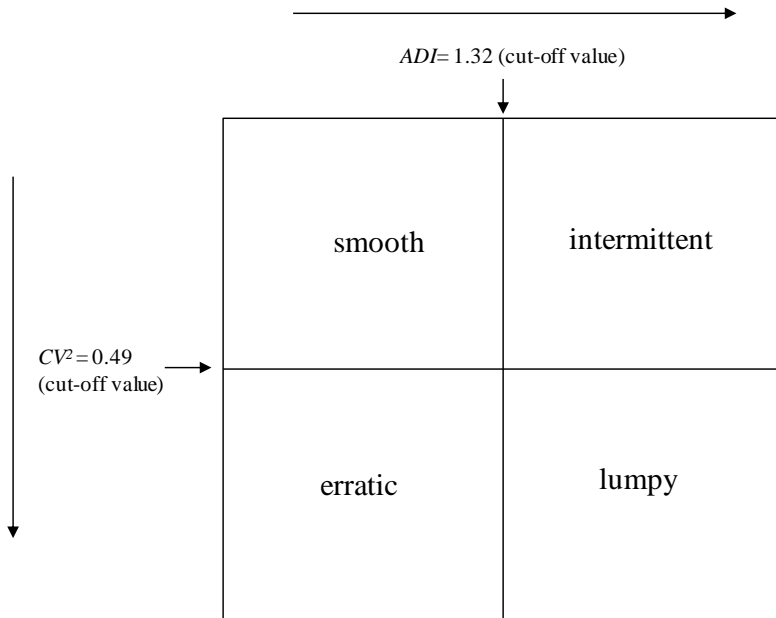 ADI= 1.32 (cut-off value)
smooth
intermittent
CV² = 0.49
(cut-off value)
erratic
lumpy